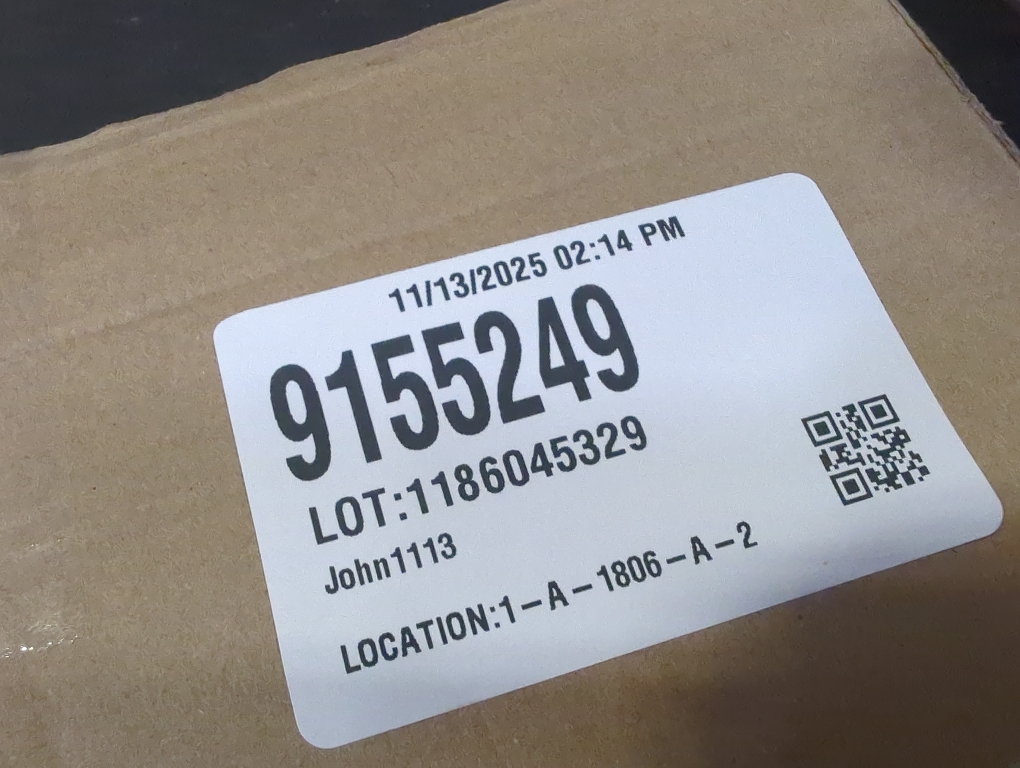 11/13/2025 02:14 PM
9155249
LOT:1186045329
John1113
LOCATION:1-A-1806-A-2